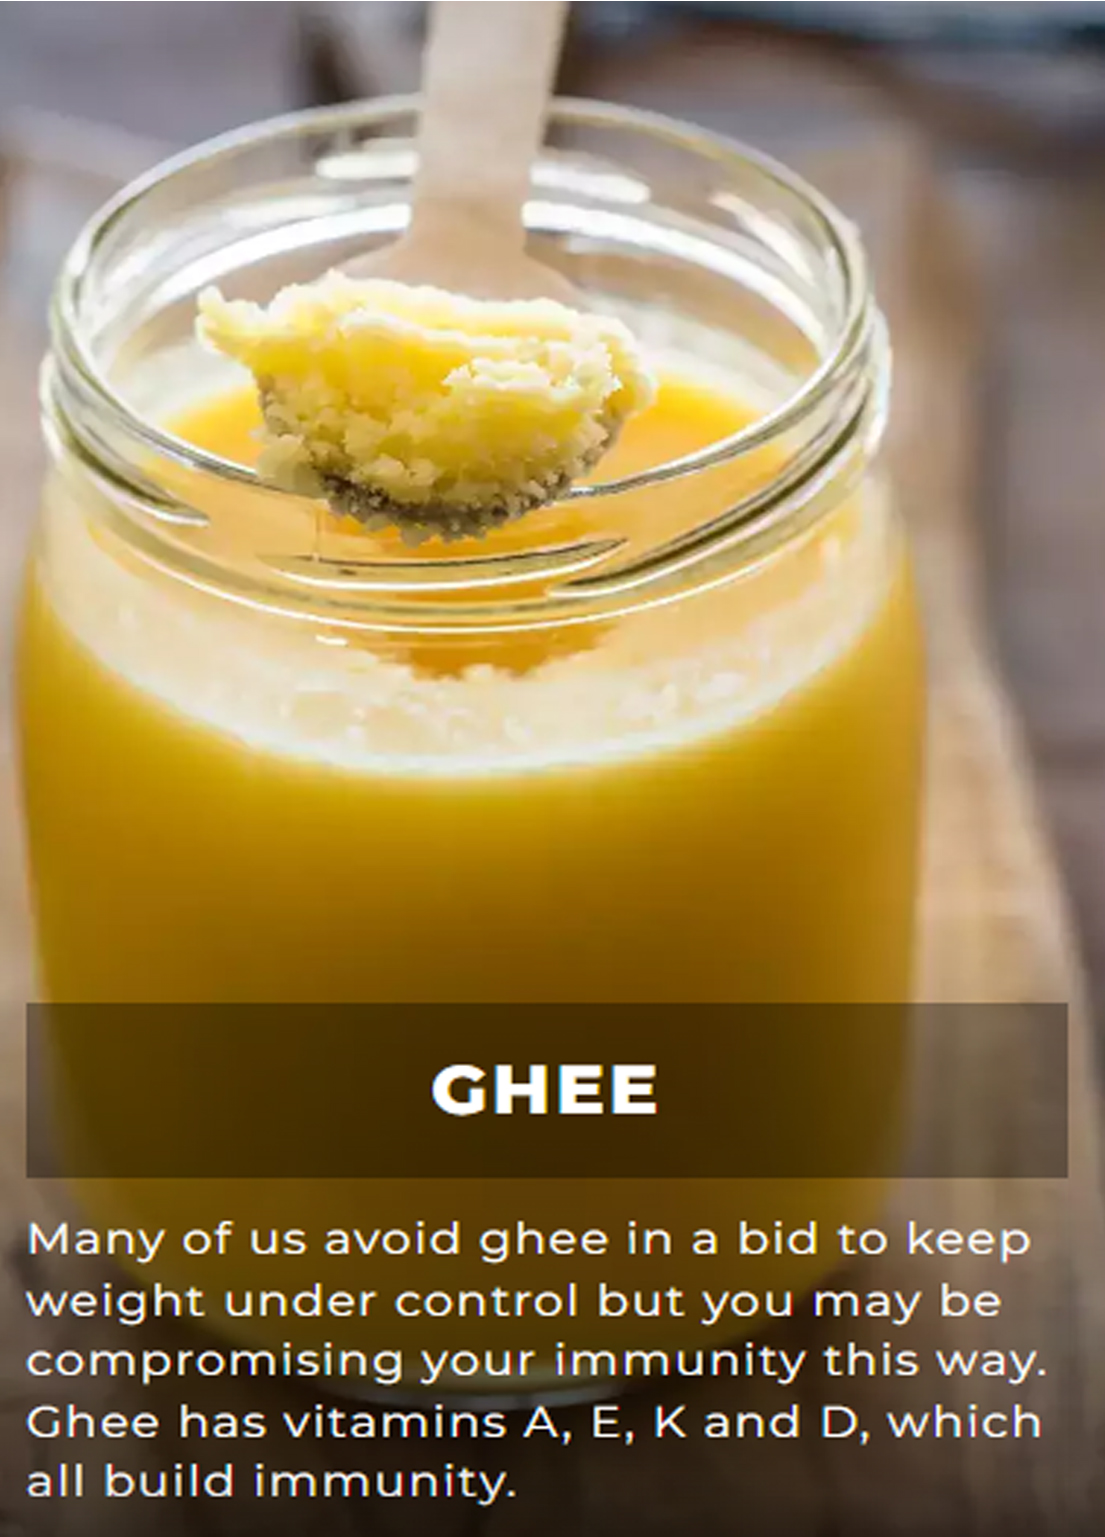 GHEE
Many of us avoid ghee in a bid to keep
weight under control but you may be
compromising your immunity this way.
Ghee has vitamins A, E, K and D, which
all build immunity.